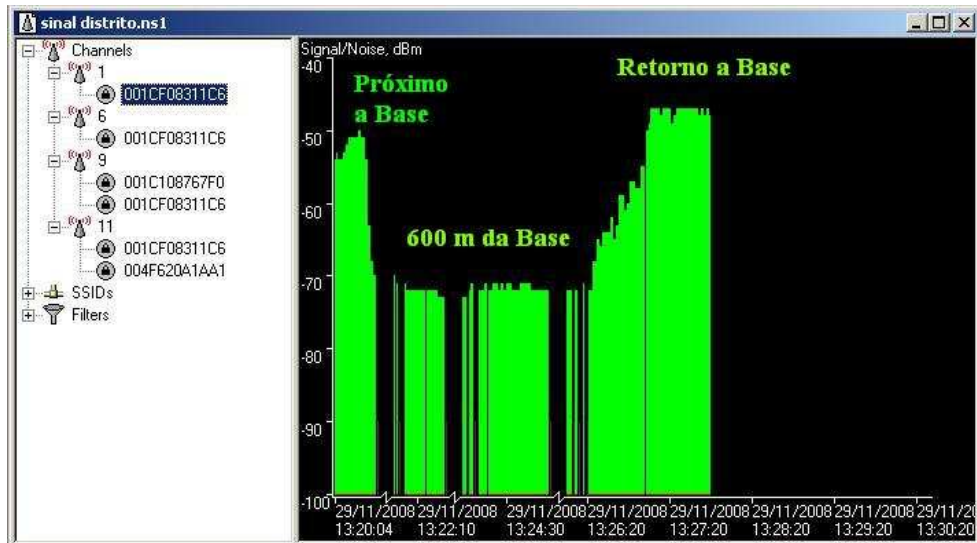 sinal distrito.ns1
Channels
1
001CF08311C6
6
001CF08311C6
9
001C108767F0
001CF08311C6
11
001CF08311C6
004F620A1AA1
SSIDs
Filters
Signal/Noise, dBm
-40
-50
-60
-70
-80
-90
-100
Próximo
a Base
600 m da Base
Retorno a Base
29/11/2008 29/11/2008 29/11/2008 29/11/2008 29/11/2008 29/11/2008 29/11/2008 29/11/2
13:20:04 13:22:10 13:24:30 13:26:20 13:27:20 13:28:20 13:29:20 13:30:20